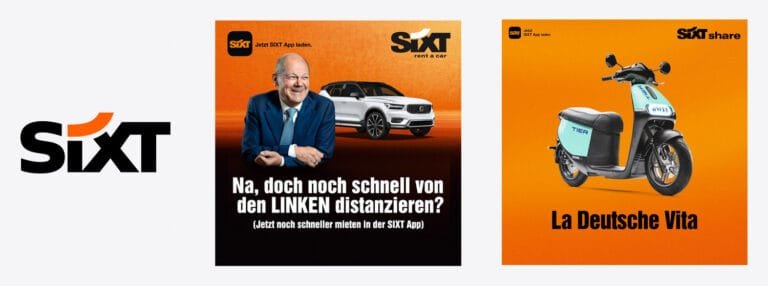 SiXT
SiXT
Jetzt SIXT App laden.
SiXT
rent a car
Na, doch noch schnell von
den LINKEN distanzieren?
(Jetzt noch schneller mieten in der SIXT App)
SiXT
Jetzt
SIXT App laden.
SiXT share
TIER
La Deutsche Vita